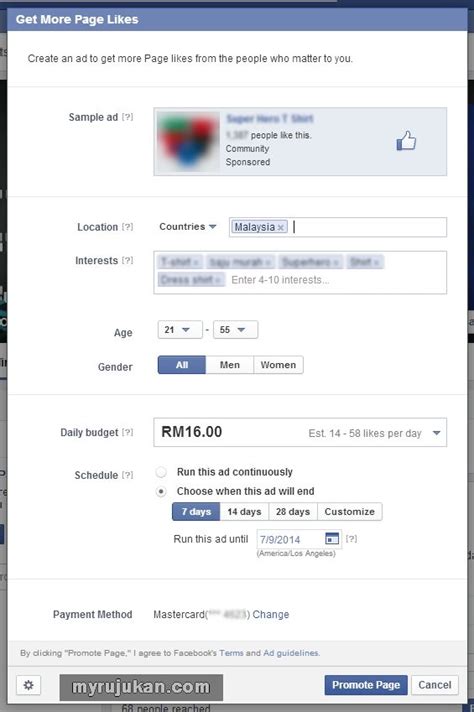 Get More Page Likes
Create an ad to get more Page likes from the people who matter to you.
Sample ad [?]
Super Hero T Shirt
1,387 people like this.
Community
Sponsored
Location [?]
Countries
Malaysia ×
Interests [?]
T-shirt × baju murah × Superhero × Shirt ×
Dress shirt × Enter 4-10 interests...
Age
21 - 55
Gender
All Men Women
Daily budget [?]
RM16.00 Est. 14 - 58 likes per day
Schedule [?]
Run this ad continuously
Choose when this ad will end
7 days 14 days 28 days Customize
Run this ad until 7/9/2014 [?]
(America/Los Angeles)
Payment Method
Mastercard(*** ) Change
By clicking "Promote Page," I agree to Facebook's Terms and Ad guidelines.
myrujukan.com
Promote Page Cancel
68 people reached